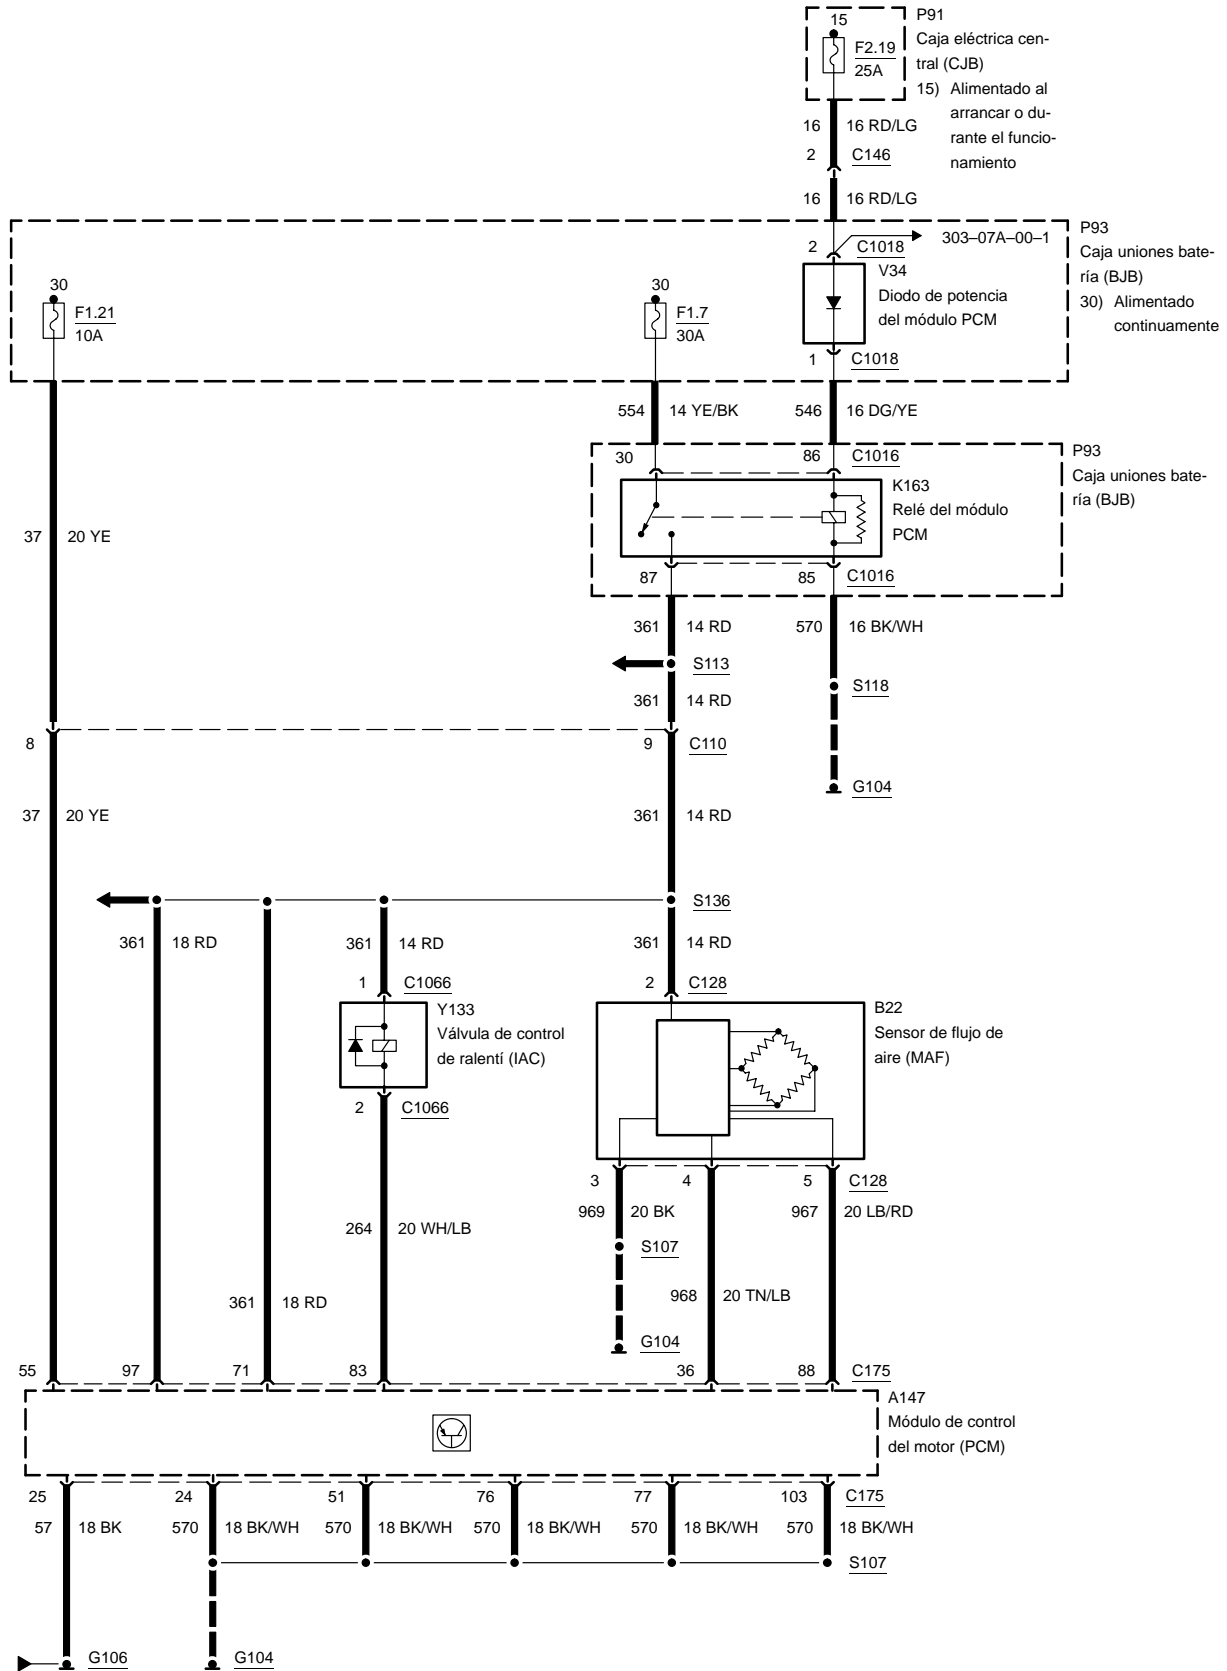 P91
15
Caja eléctrica cen-
F2.19
tral (CJB)
25A
15) Alimentado al
arrancar o du-
rante el funcio-
namiento
16 16 RD/LG
2 C146
16 16 RD/LG
P93
Caja uniones bate-
ría (BJB)
30) Alimentado
continuamente
303–07A–00–1
2 C1018
V34
Diodo de potencia
del módulo PCM
1 C1018
30
F1.21
10A
30
F1.7
30A
554 14 YE/BK
546 16 DG/YE
P93
Caja uniones bate-
ría (BJB)
30 86 C1016
K163
Relé del módulo
PCM
87 85 C1016
37 20 YE
361 14 RD
570 16 BK/WH
S113
S118
361 14 RD
8 9 C110
G104
37 20 YE
361 14 RD
S136
361 18 RD
361 14 RD
361 14 RD
1 C1066
2 C128
Y133
Válvula de control
de ralentí (IAC)
B22
Sensor de flujo de
aire (MAF)
2 C1066
3 4 5 C128
969 20 BK
967 20 LB/RD
264 20 WH/LB
S107
361 18 RD
968 20 TN/LB
G104
55 97 71 83 36 88 C175
A147
Módulo de control
del motor (PCM)
25 24 51 76 77 103 C175
57 18 BK 570 18 BK/WH 570 18 BK/WH 570 18 BK/WH 570 18 BK/WH 570 18 BK/WH
S107
G106 G104